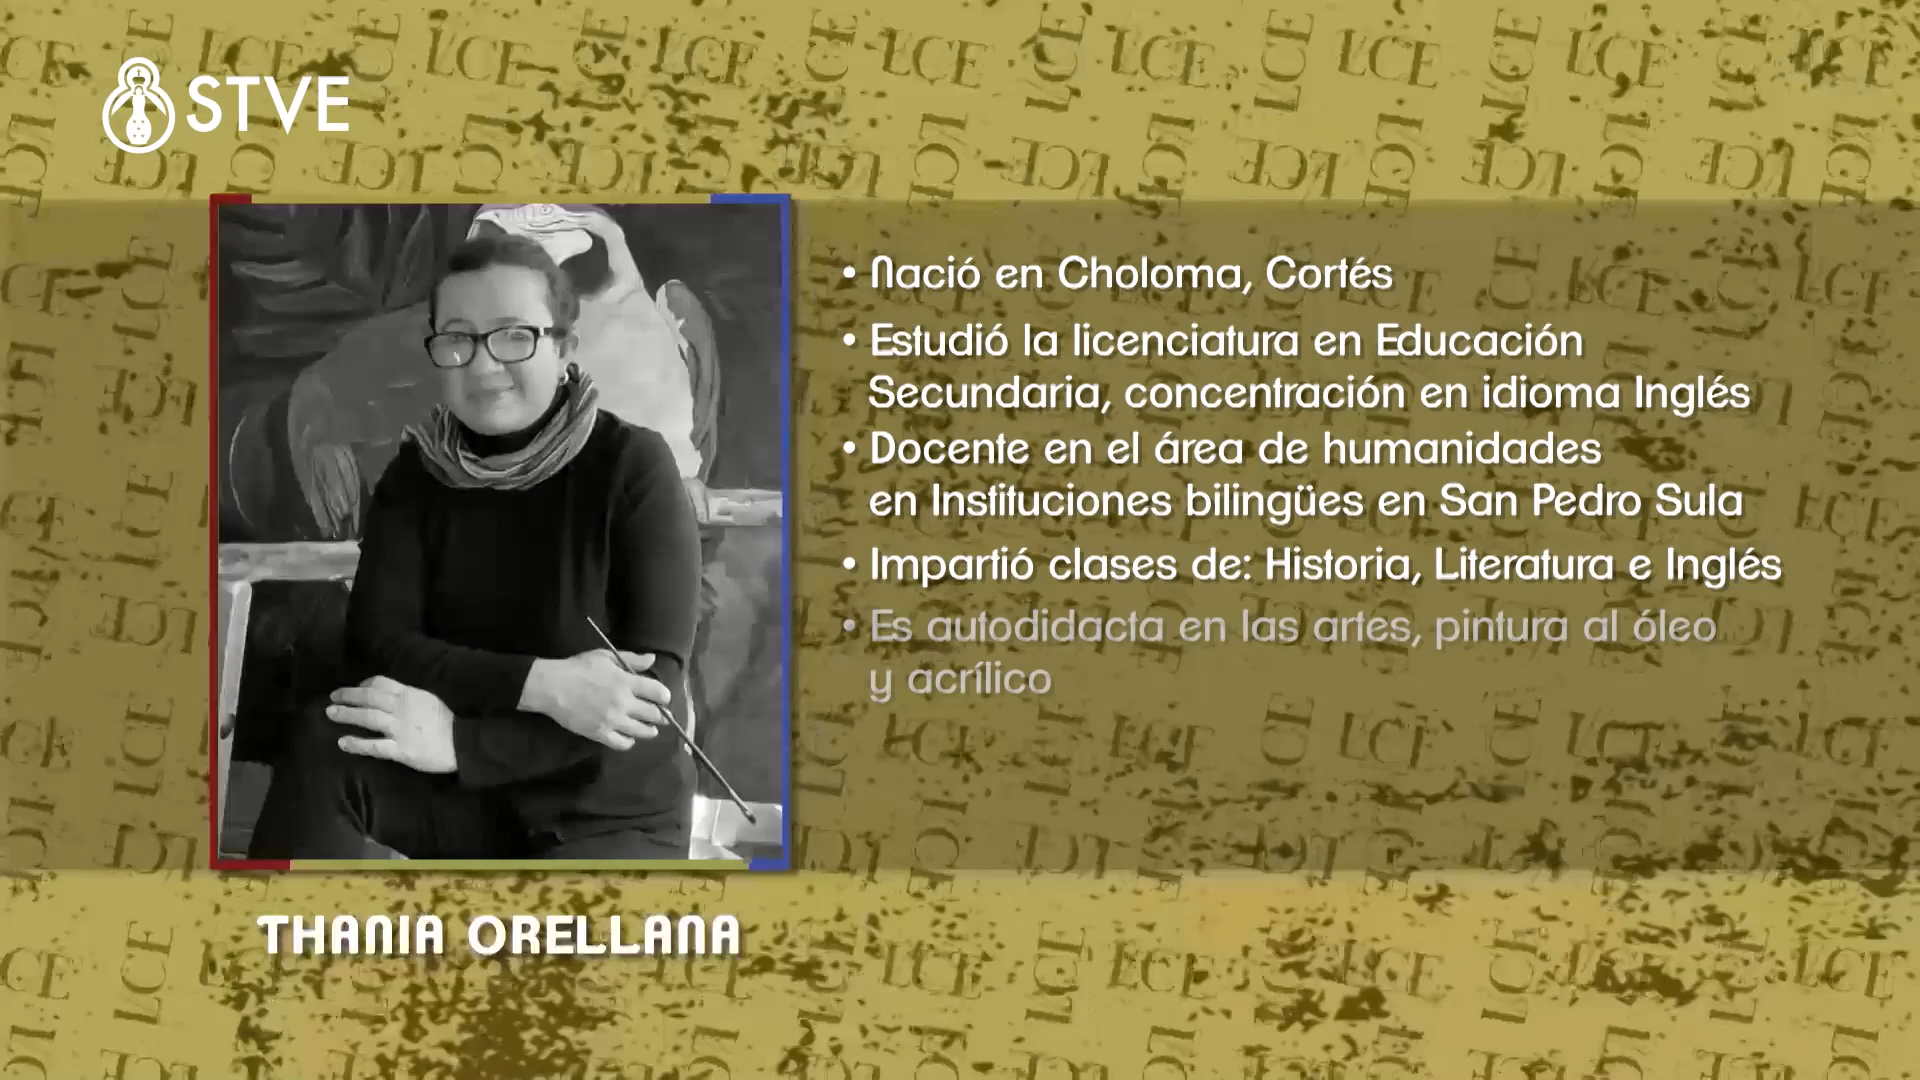 STVE
• Nació en Choloma, Cortés
• Estudió la licenciatura en Educación
Secundaria, concentración en idioma Inglés
• Docente en el área de humanidades
en Instituciones bilingües en San Pedro Sula
• Impartió clases de: Historia, Literatura e Inglés
• Es autodidacta en las artes, pintura al óleo
y acrílico
THANIA ORELLANA